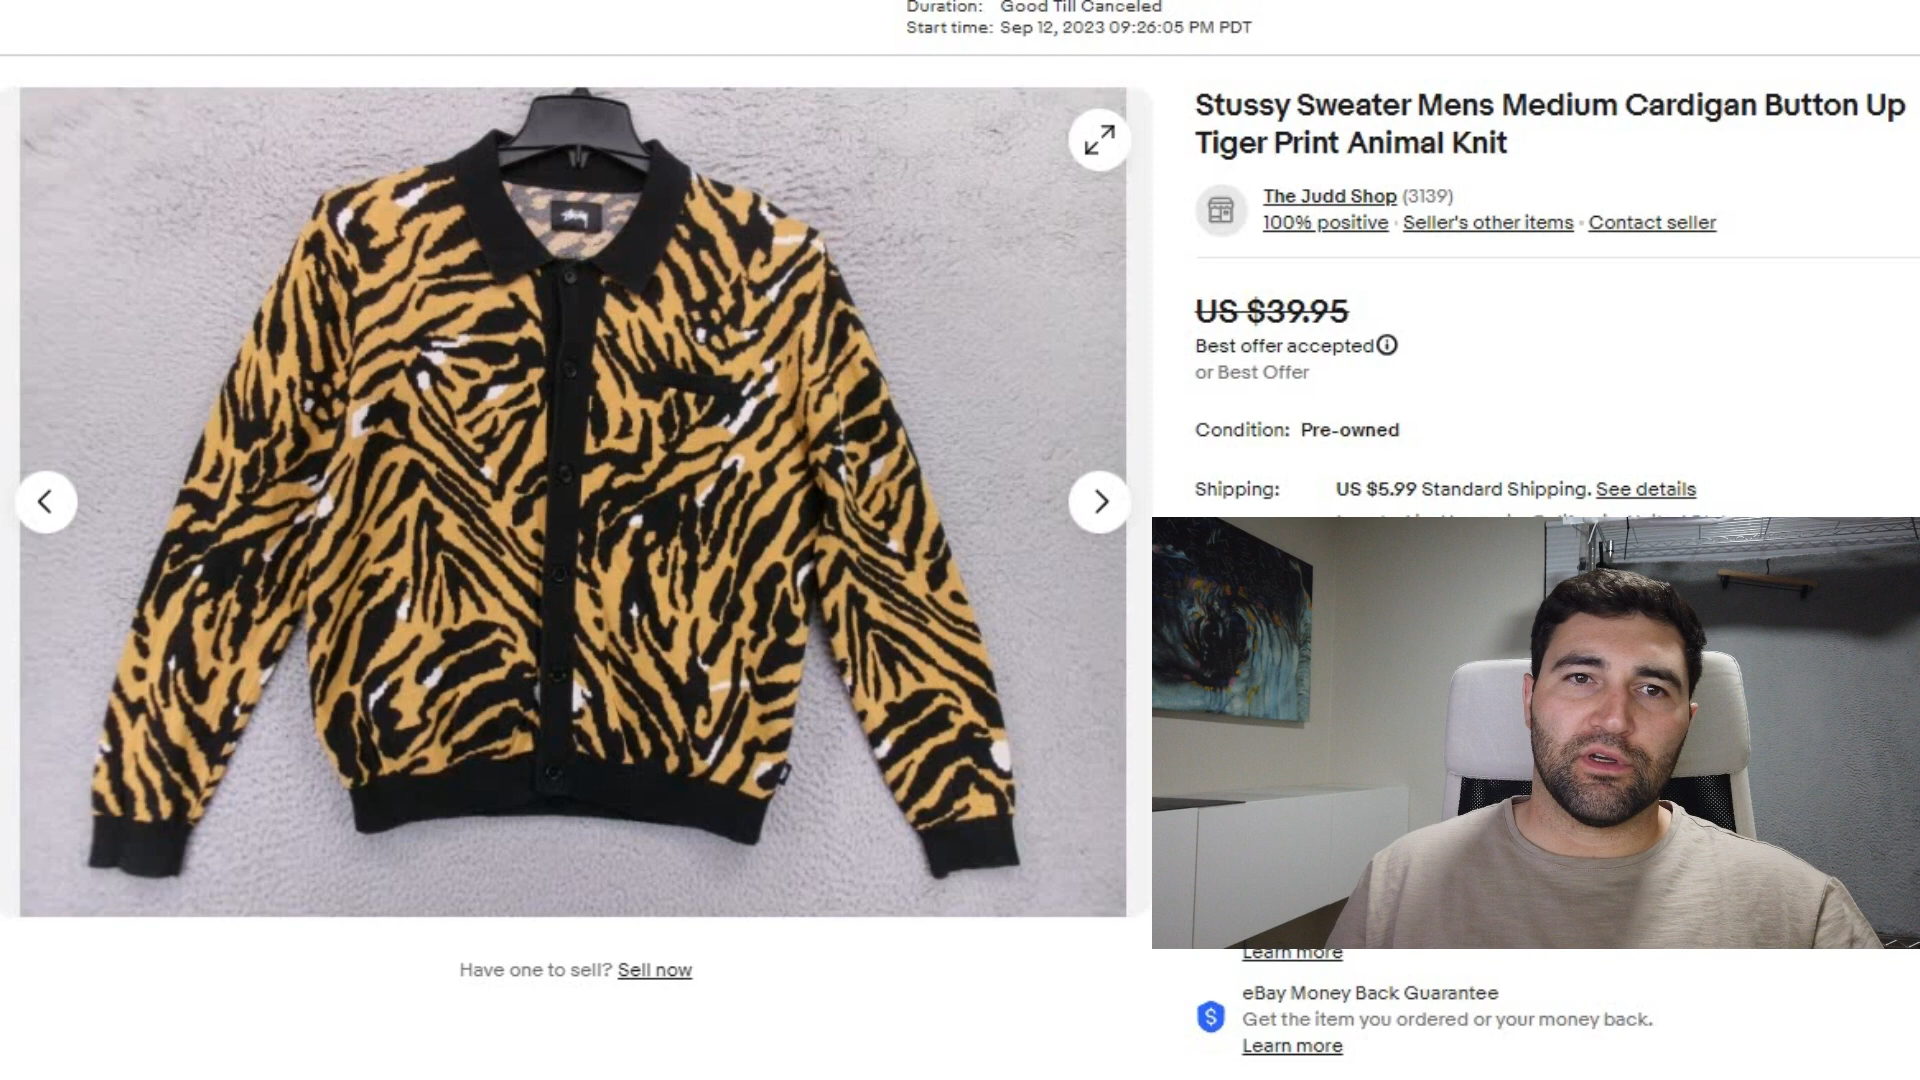 Duration: Good Till Canceled
Start time: Sep 12, 2023 09:26:05 PM PDT
Stussy Sweater Mens Medium Cardigan Button Up
Tiger Print Animal Knit
The Judd Shop (3139)
100% positive · Seller's other items · Contact seller
US $39.95
Best offer accepted
or Best Offer
Condition: Pre-owned
Shipping: US $5.99 Standard Shipping. See details
Learn more
Have one to sell? Sell now
eBay Money Back Guarantee
Get the item you ordered or your money back.
Learn more